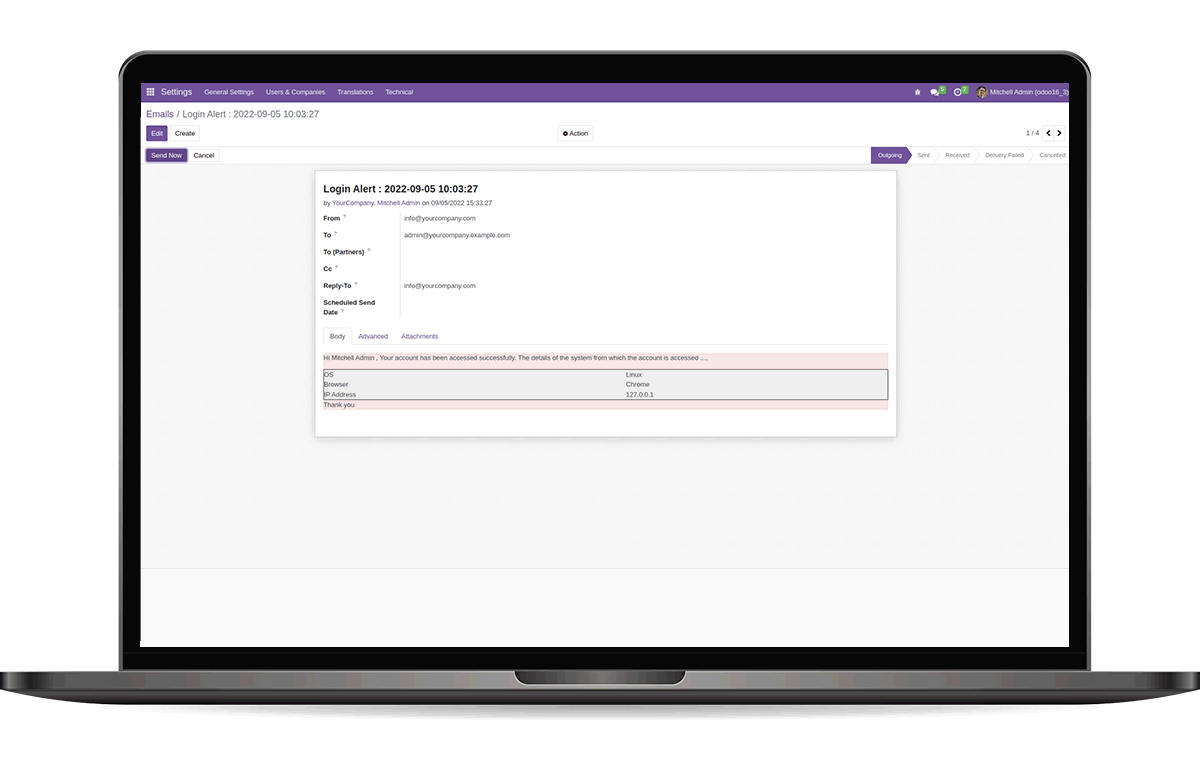 Settings General Settings Users & Companies Translations Technical 5 2 Mitchell Admin (odoo16_3)
Emails / Login Alert : 2022-09-05 10:03:27
Edit Create Action 1 / 4
Send Now Cancel Outgoing Sent Received Delivery Failed Cancelled
Login Alert : 2022-09-05 10:03:27
by YourCompany, Mitchell Admin on 09/05/2022 15:33:27
From ? info@yourcompany.com
To ? admin@yourcompany.example.com
To (Partners) ?
Cc ?
Reply-To ? info@yourcompany.com
Scheduled Send
Date ?
Body Advanced Attachments
Hi Mitchell Admin , Your account has been accessed successfully. The details of the system from which the account is accessed ...,
OS Linux
Browser Chrome
IP Address 127.0.0.1
Thank you